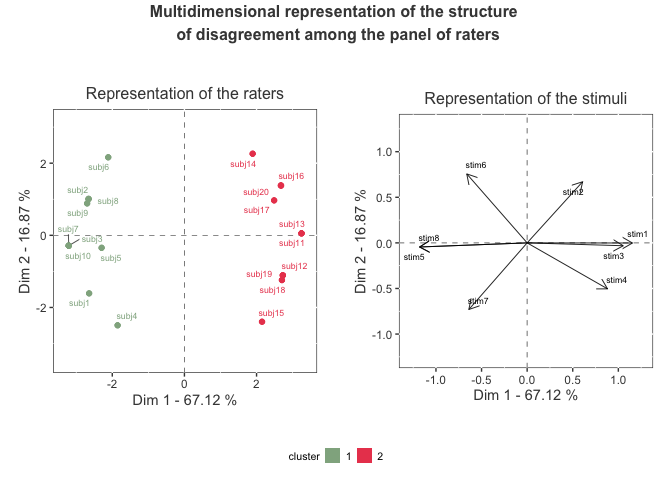 Multidimensional representation of the structure
of disagreement among the panel of raters
Representation of the raters
subj6
subj2
subj8
subj9
subj7
subj3
subj10
subj5
subj1
subj4
subj14
subj16
subj20
subj17
subj13
subj11
subj12
subj19
subj18
subj15
2
0
-2
-2
0
2
Dim 2 - 16.87 %
Dim 1 - 67.12 %
Representation of the stimuli
stim6
stim2
stim8
stim1
stim5
stim3
stim4
stim7
1.0
0.5
0.0
-0.5
-1.0
-1.0
-0.5
0.0
0.5
1.0
Dim 2 - 16.87 %
Dim 1 - 67.12 %
cluster 1 2